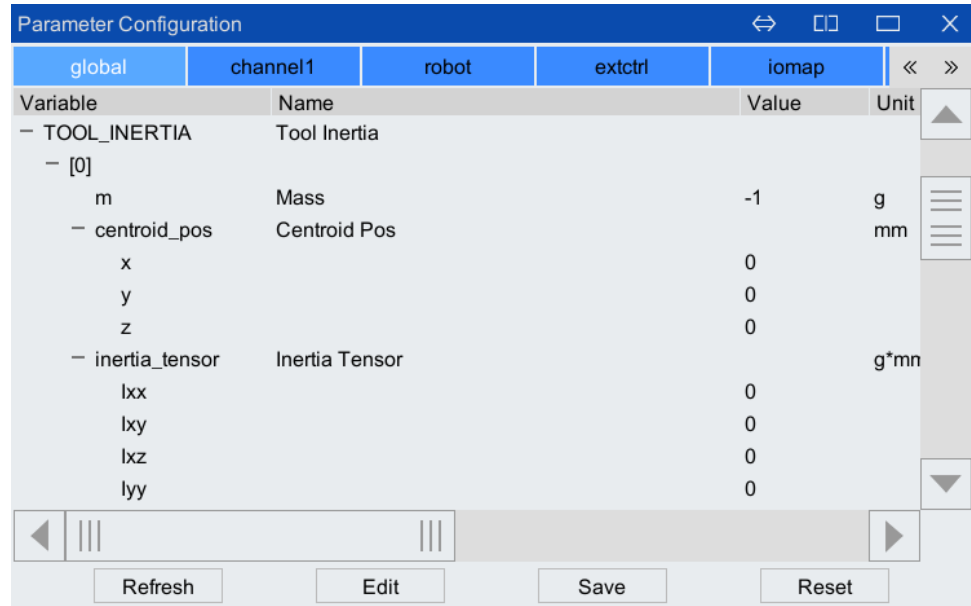 Parameter Configuration
global channel1 robot extctrl iomap « »
Variable Name Value Unit
TOOL_INERTIA Tool Inertia
[0]
m Mass -1 g
centroid_pos Centroid Pos mm
x 0
y 0
z 0
inertia_tensor Inertia Tensor g*mm
Ixx 0
Ixy 0
Ixz 0
Iyy 0
Refresh Edit Save Reset